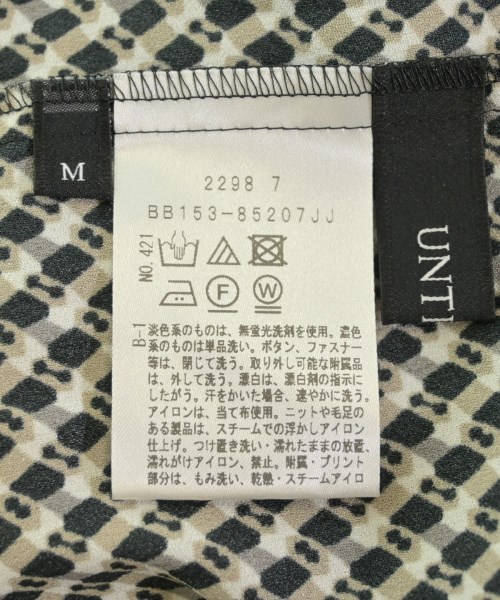 M
2298 7
BB153-85207JJ
NO.421
F
W
B-1
淡色系のものは、無蛍光洗剤を使用。濃色
系のものは単品洗い。ボタン、ファスナー
等は、閉じて洗う。取り外し可能な附属品
は、外して洗う。漂白は、漂白剤の指示に
したがう。汗をかいた場合、速やかに洗う。
アイロンは、当て布使用。ニットや毛足の
ある製品は、スチームでの浮かしアイロン
仕上げ。つけ置き洗い・濡れたままの放置、
濡れがけアイロン、禁止。附属・プリント
部分は、もみ洗い、乾熱・スチームアイロ
UNTI